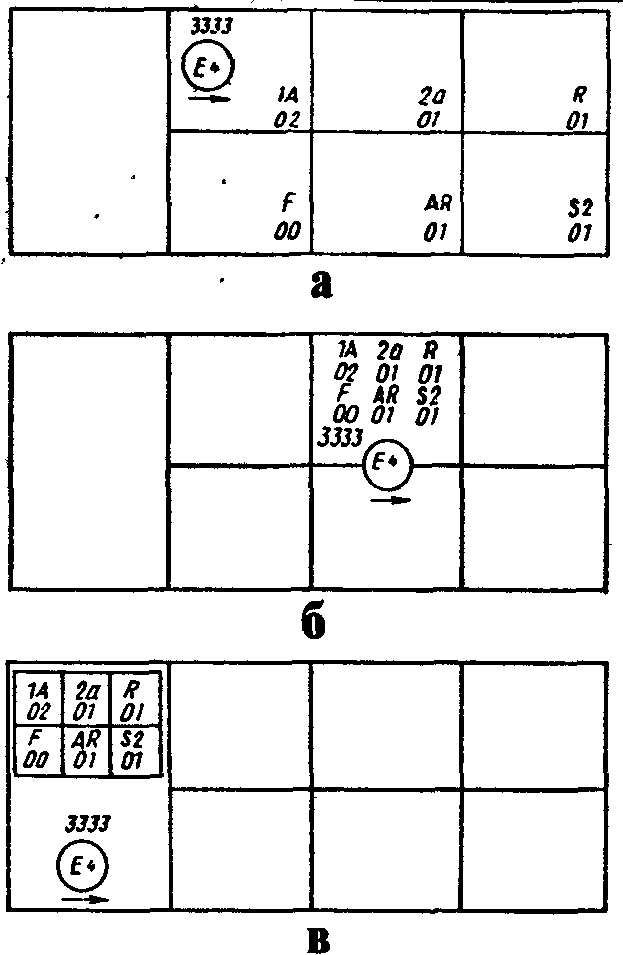 3333
E4
1A 2a R
02 01 01
F AR S2
00 01 01
а
1A 2a R
02 01 01
F AR S2
00 01 01
3333
E4
б
1A 2a R
02 01 01
F AR S2
00 01 01
3333
E4
в